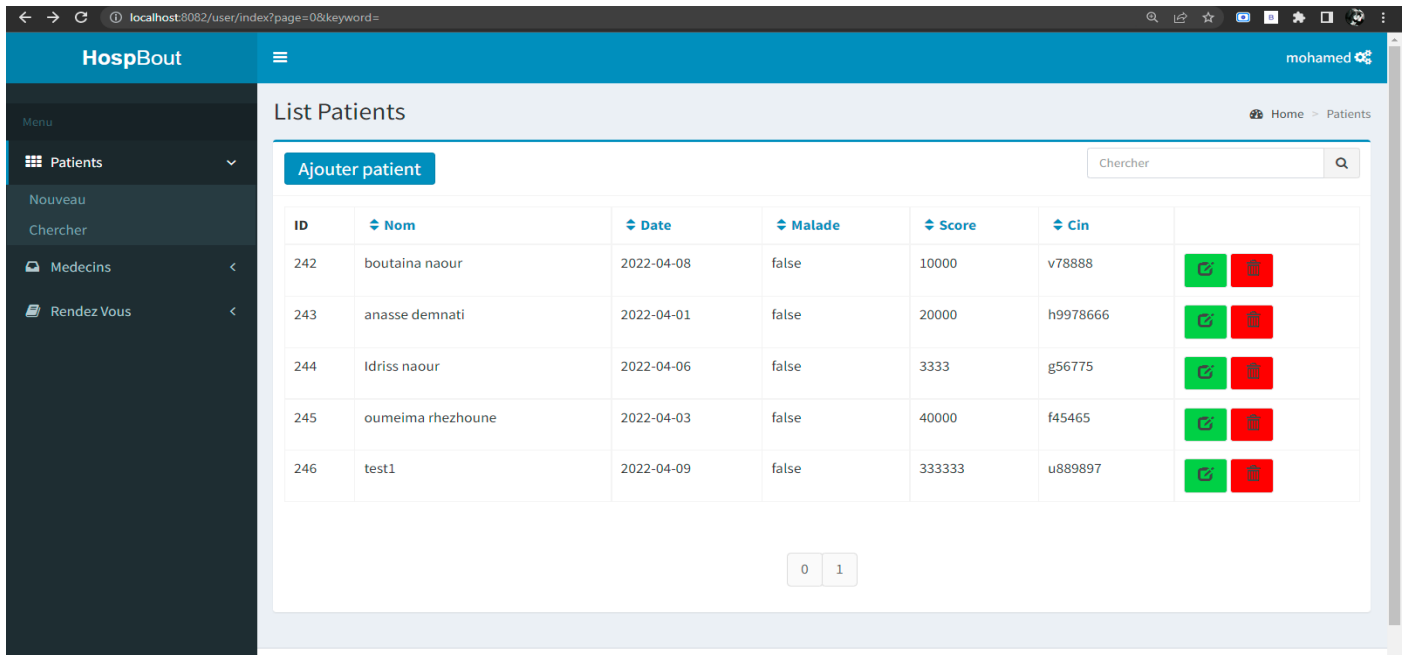 localhost:8082/user/index?page=0&keyword=
HospBout
mohamed
List Patients
Home > Patients
Menu
Patients
Nouveau
Chercher
Medecins
Rendez Vous
Ajouter patient
Chercher
ID Nom Date Malade Score Cin
242 boutaina naour 2022-04-08 false 10000 v78888
243 anasse demnati 2022-04-01 false 20000 h9978666
244 Idriss naour 2022-04-06 false 3333 g56775
245 oumeima rhezhoune 2022-04-03 false 40000 f45465
246 test1 2022-04-09 false 333333 u889897
0 1